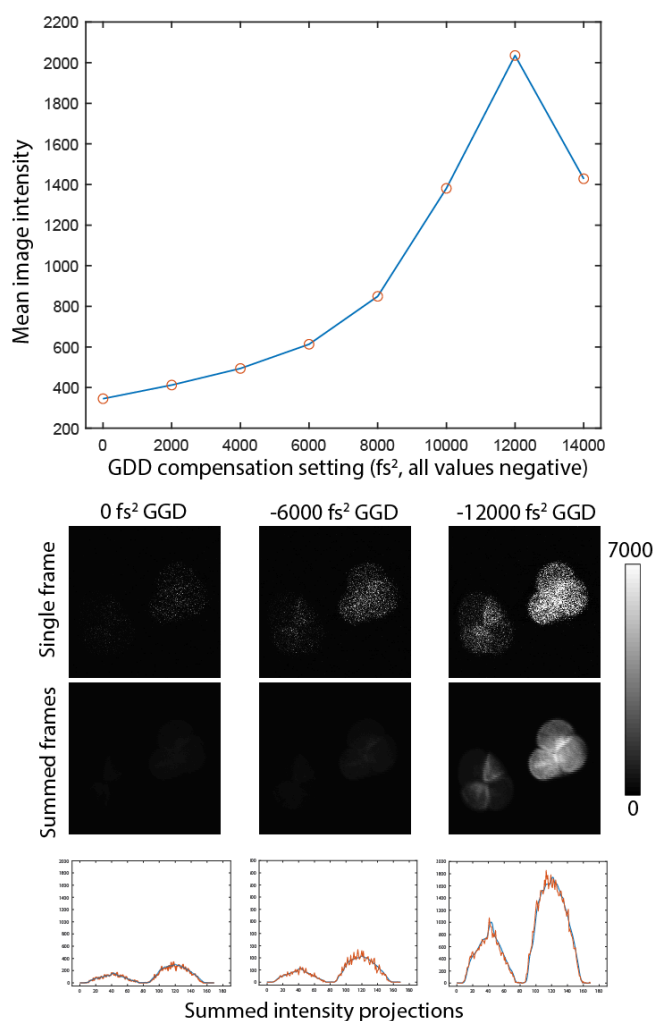 2200
2000
1800
1600
1400
1200
1000
800
600
400
200
Mean image intensity
0 2000 4000 6000 8000 10000 12000 14000
GDD compensation setting (fs², all values negative)
0 fs² GGD -6000 fs² GGD -12000 fs² GGD
Single frame
Summed frames
7000
0
Summed intensity projections